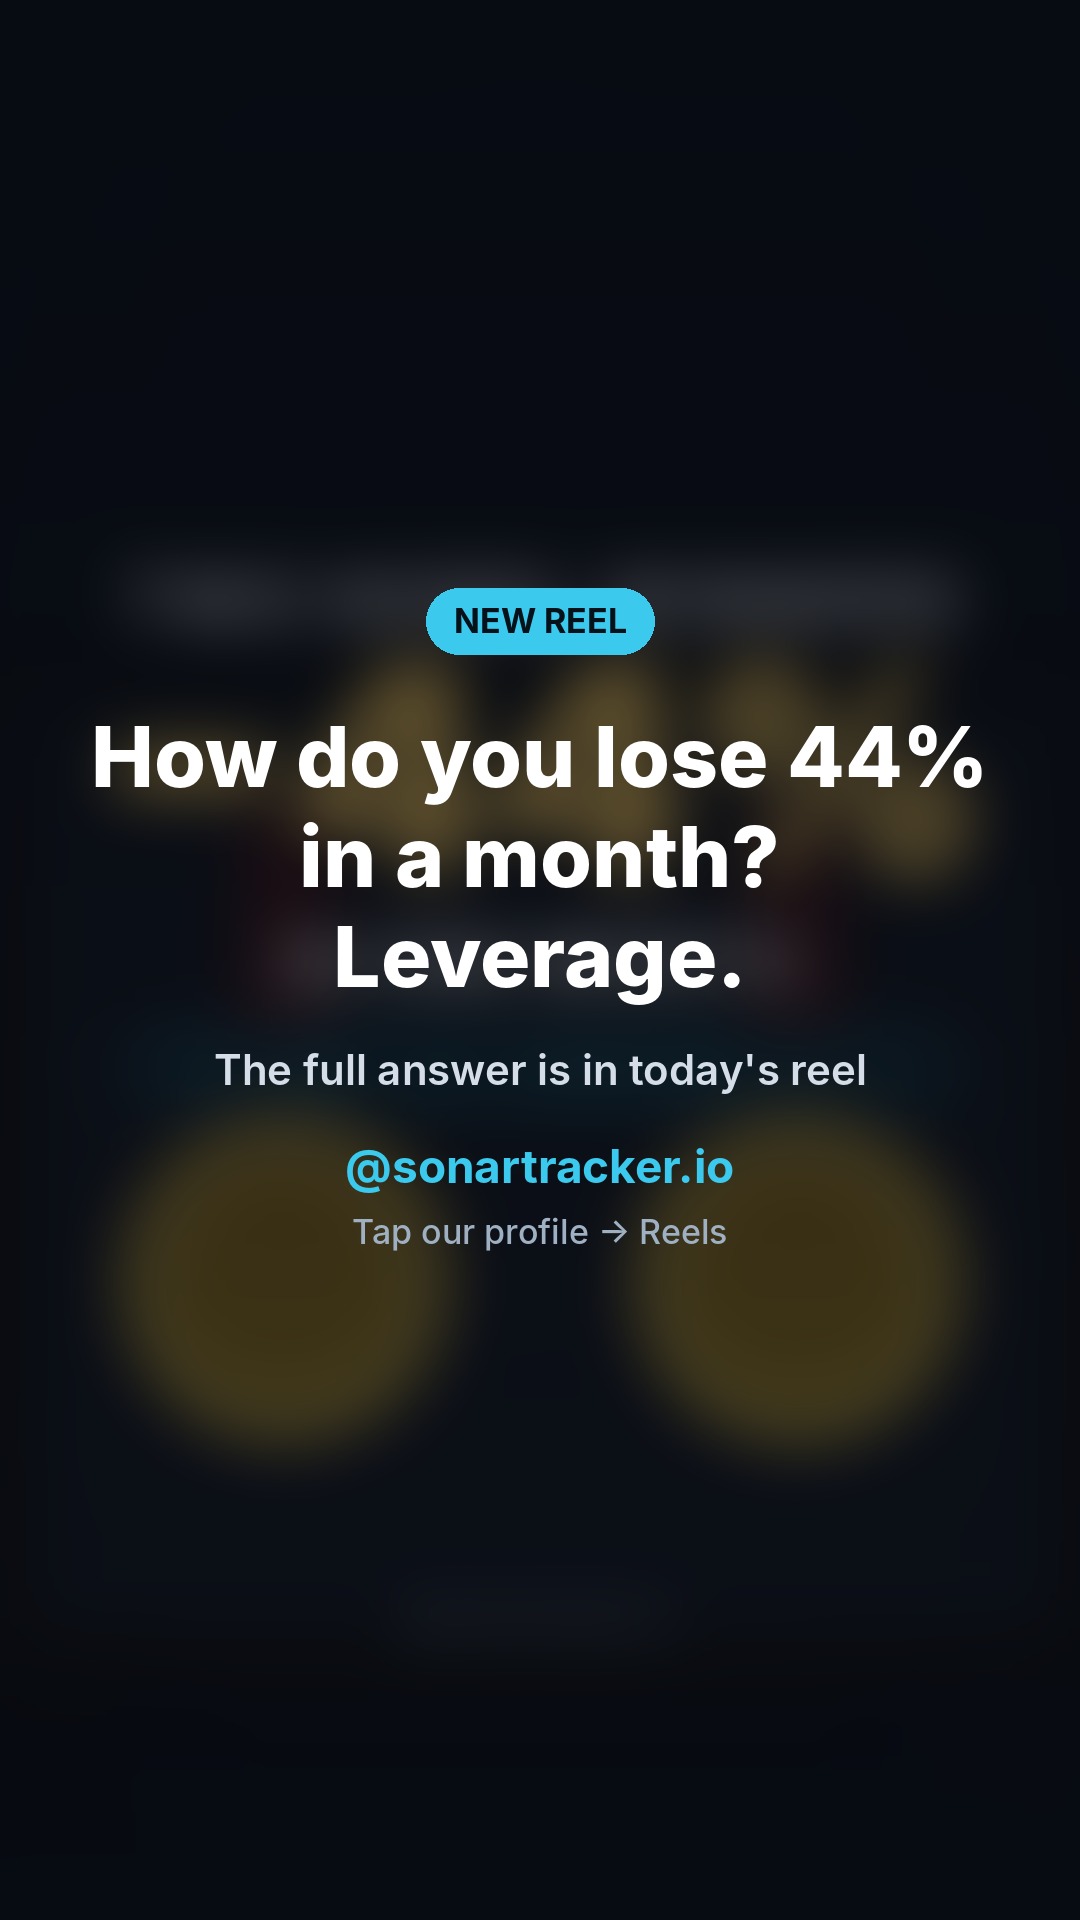 NEW REEL
How do you lose 44%
in a month?
Leverage.
The full answer is in today's reel
@sonartracker.io
Tap our profile → Reels